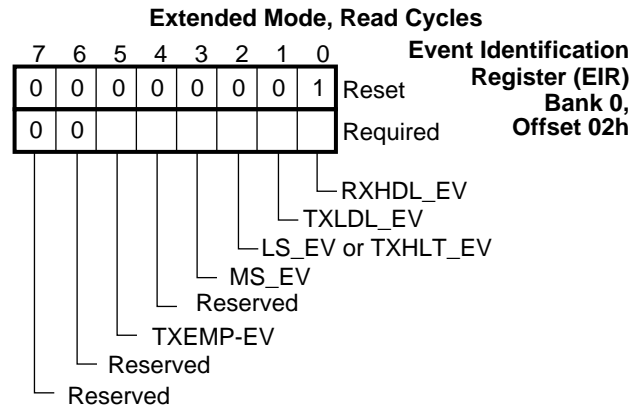 Extended Mode, Read Cycles
7 6 5 4 3 2 1 0
Event Identification
Register (EIR)
Bank 0,
Offset 02h
0 0 0 0 0 0 0 1 Reset
0 0 Required
RXHDL_EV
TXLDL_EV
LS_EV or TXHLT_EV
MS_EV
Reserved
TXEMP-EV
Reserved
Reserved